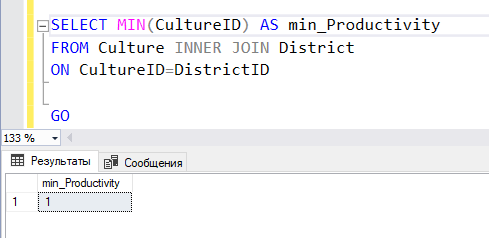 SELECT MIN(CultureID) AS min_Productivity
FROM Culture INNER JOIN District
ON CultureID=DistrictID
GO
133 %
Результаты Сообщения
min_Productivity
1 1